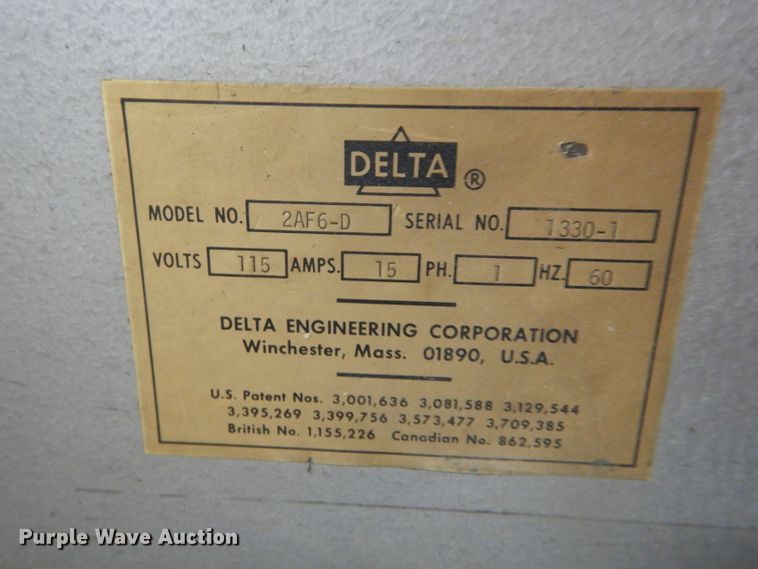 DELTA ®
MODEL NO. 2AF6-D SERIAL NO. 1330-1
VOLTS 115 AMPS. 15 PH. 1 HZ. 60
DELTA ENGINEERING CORPORATION
Winchester, Mass. 01890, U.S.A.
U.S. Patent Nos. 3,001,636 3,081,588 3,129,544
3,395,269 3,399,756 3,573,477 3,709,385
British No. 1,155,226 Canadian No. 862,595
Purple Wave Auction